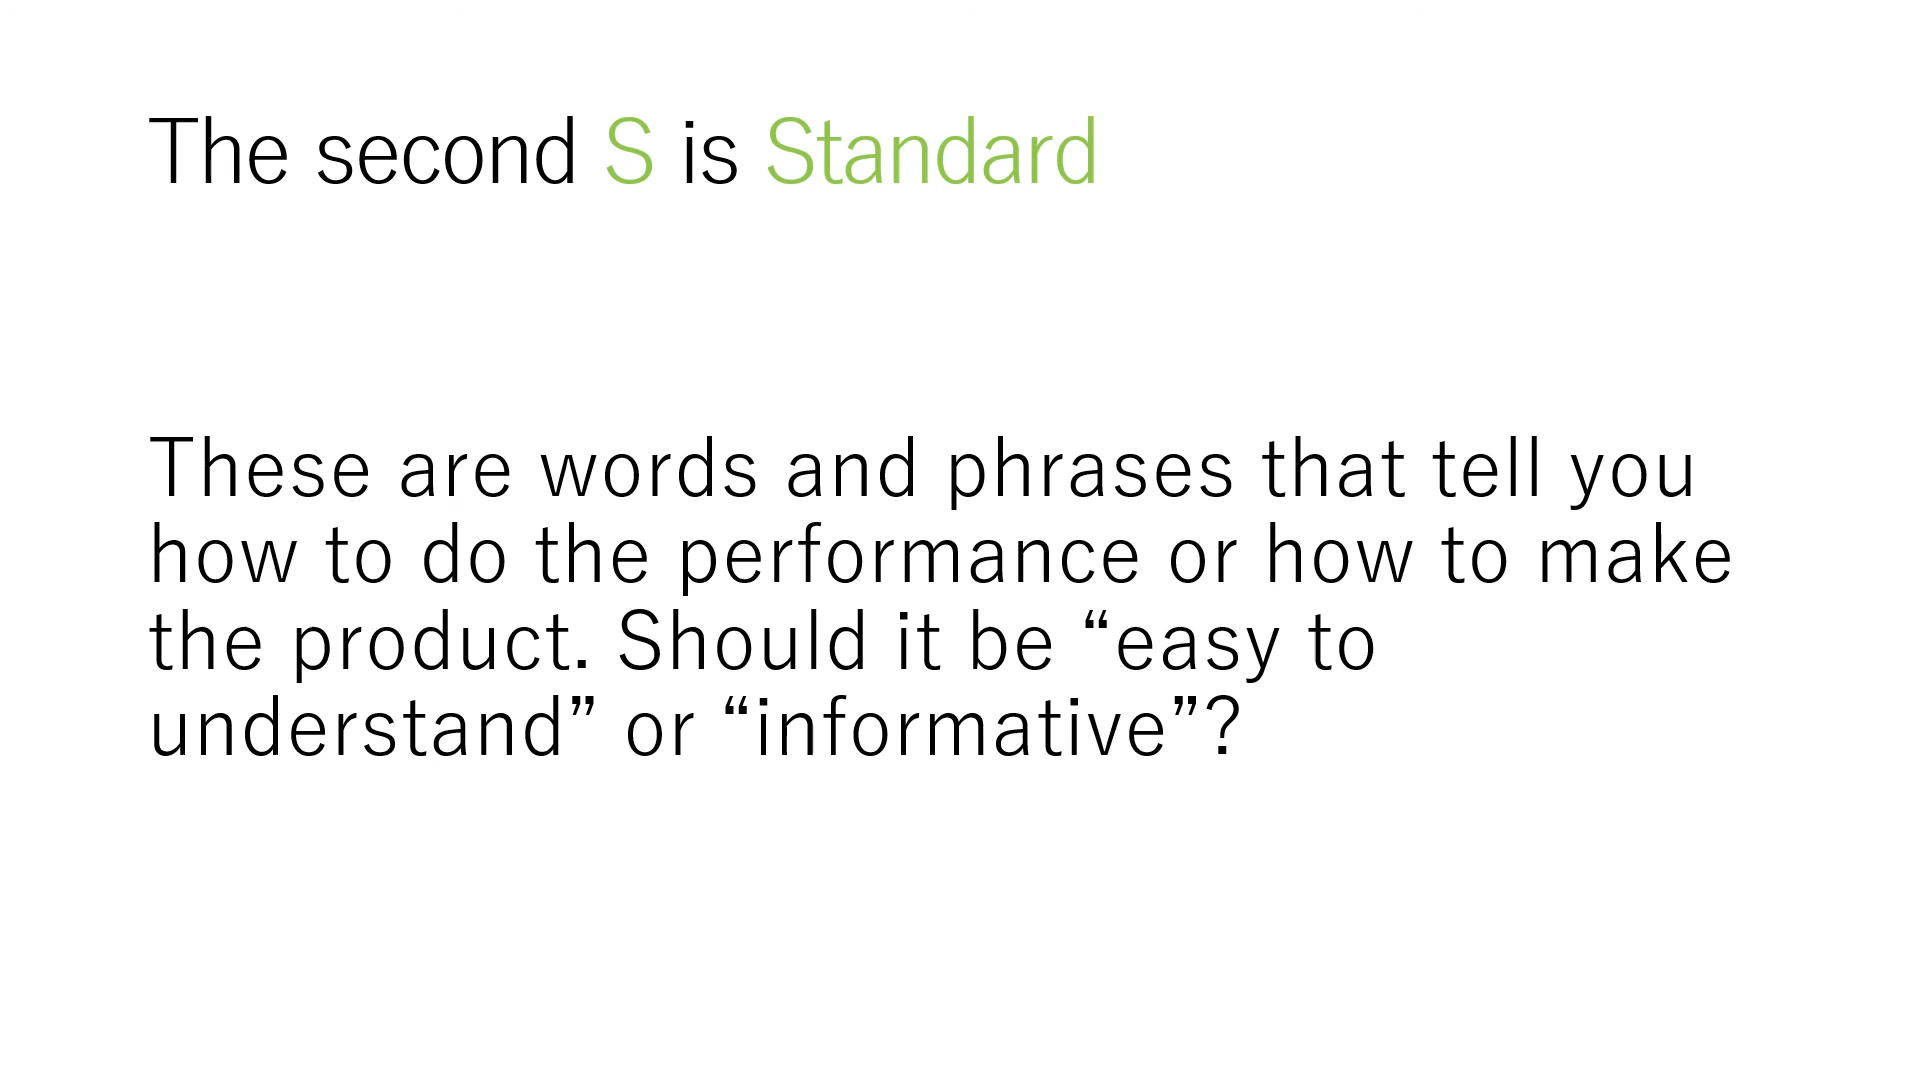 The second S is Standard
These are words and phrases that tell you
how to do the performance or how to make
the product. Should it be “easy to
understand” or “informative”?